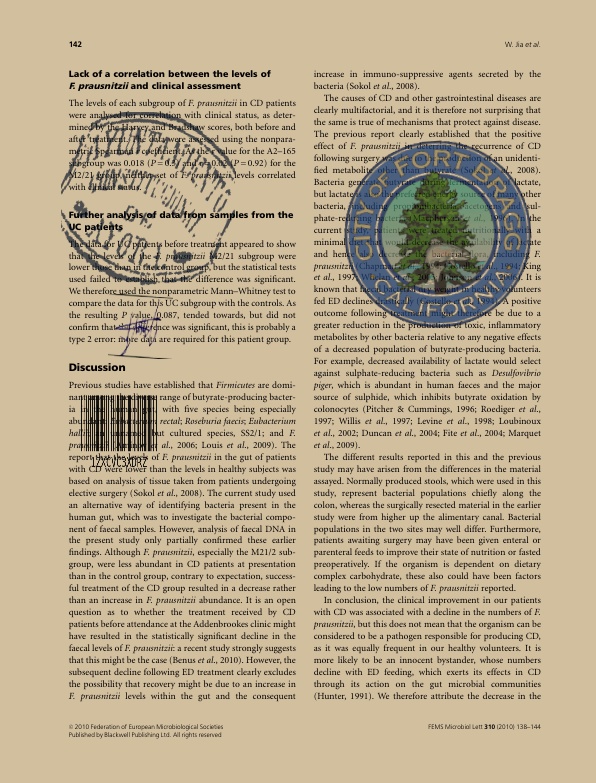 142
W. Jia et al.
Lack of a correlation between the levels of
F. prausnitzii and clinical assessment
The levels of each subgroup of F. prausnitzii in CD patients
were analysed for correlation with clinical status, as deter-
mined by the Harvey and Bradshaw scores, both before and
after treatment. The data were assessed using the nonpara-
metric Spearman's coefficient. As the r value for the A2–165
subgroup was 0.018 (P = 0.9) and 0.02 (P = 0.92) for the
M2/21 group, neither set of F. prausnitzii levels correlated
with clinical status.
Further analysis of data from samples from the
UC patients
The data for UC patients before treatment appeared to show
that the levels of the F. prausnitzii M2/21 subgroup were
lower than in the control group, but the statistical tests
used failed to establish that the difference was significant.
We therefore used the nonparametric Mann–Whitney test to
compare the data for this UC subgroup with the controls. As
the resulting P value, 0.087, tended towards, but did not
confirm that difference was significant, this is probably a
type 2 error: more data are required for this patient group.
Discussion
Previous studies have established that Firmicutes are domi-
nant among the diverse range of butyrate-producing bacter-
ia in the human gut, with five species being especially
abundant: Eubacterium rectal; Roseburia faecis; Eubacterium
hallii; an unnamed but cultured species, SS2/1; and F.
prausnitzii (Aminov et al., 2006; Louis et al., 2009). The
report that the levels of F. prausnitzii in the gut of patients
with CD were lower than the levels in healthy subjects was
based on analysis of tissue taken from patients undergoing
elective surgery (Sokol et al., 2008). The current study used
an alternative way of identifying bacteria present in the
human gut, which was to investigate the bacterial compo-
nent of faecal samples. However, analysis of faecal DNA in
the present study only partially confirmed these earlier
findings. Although F. prausnitzii, especially the M21/2 sub-
group, were less abundant in CD patients at presentation
than in the control group, contrary to expectation, success-
ful treatment of the CD group resulted in a decrease rather
than an increase in F. prausnitzii abundance. It is an open
question as to whether the treatment received by CD
patients before attendance at the Addenbrookes clinic might
have resulted in the statistically significant decline in the
faecal levels of F. prausnitzii: a recent study strongly suggests
that this might be the case (Benus et al., 2010). However, the
subsequent decline following ED treatment clearly excludes
the possibility that recovery might be due to an increase in
F. prausnitzii levels within the gut and the consequent
increase in immuno-suppressive agents secreted by the
bacteria (Sokol et al., 2008).
The causes of CD and other gastrointestinal diseases are
clearly multifactorial, and it is therefore not surprising that
the same is true of mechanisms that protect against disease.
The previous report clearly established that the positive
effect of F. prausnitzii in deterring the recurrence of CD
following surgery was due to the production of an unidenti-
fied metabolite other than butyrate (Sokol et al., 2008).
Bacteria generate butyrate from lactate,
but lactate is source of many other
bacteria, including and sul-
phate-reducing bacteria et al., In the
current study, patients were treated nutritionally with a
minimal diet that would decrease the availability of lactate
and hence also decrease the bacterial flora, including F.
prausnitzii (Chapman et al., 1994; King
et al., 1997; 2006). It is
known that faecal bacterial dry weight in health volunteers
fed ED declines drastically (Costello et al., A positive
outcome following treatment might therefore be due to a
greater reduction in the production of toxic, inflammatory
metabolites by other bacteria relative to any negative effects
of a decreased population of butyrate-producing bacteria.
For example, decreased availability of lactate would select
against sulphate-reducing bacteria such as Desulfovibrio
piger, which is abundant in human faeces and the major
source of sulphide, which inhibits butyrate oxidation by
colonocytes (Pitcher & Cummings, 1996; Roediger et al.,
1997; Willis et al., 1997; Levine et al., 1998; Loubinoux
et al., 2002; Duncan et al., 2004; Fite et al., 2004; Marquet
et al., 2009).
The different results reported in this and the previous
study may have arisen from the differences in the material
assayed. Normally produced stools, which were used in this
study, represent bacterial populations chiefly along the
colon, whereas the surgically resected material in the earlier
study were from higher up the alimentary canal. Bacterial
populations in the two sites may well differ. Furthermore,
patients awaiting surgery may have been given enteral or
parenteral feeds to improve their state of nutrition or fasted
preoperatively. If the organism is dependent on dietary
complex carbohydrate, these also could have been factors
leading to the low numbers of F. prausnitzii reported.
In conclusion, the clinical improvement in our patients
with CD was associated with a decline in the numbers of F.
prausnitzii, but this does not mean that the organism can be
considered to be a pathogen responsible for producing CD,
as it was equally frequent in our healthy volunteers. It is
more likely to be an innocent bystander, whose numbers
decline with ED feeding, which exerts its effects in CD
through its action on the gut microbial communities
(Hunter, 1991). We therefore attribute the decrease in the
© 2010 Federation of European Microbiological Societies
Published by Blackwell Publishing Ltd. All rights reserved
FEMS Microbiol Lett 310 (2010) 138–144